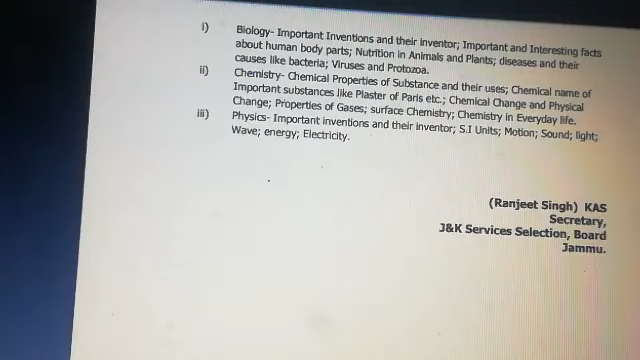 i) Biology- Important Inventions and their inventor; Important and Interesting facts
about human body parts; Nutrition in Animals and Plants; diseases and their
causes like bacteria; Viruses and Protozoa.
ii) Chemistry- Chemical Properties of Substance and their uses; Chemical name of
Important substances like Plaster of Paris etc.; Chemical Change and Physical
Change; Properties of Gases; surface Chemistry; Chemistry in Everyday life.
iii) Physics- Important inventions and their inventor; S.I Units; Motion; Sound; light;
Wave; energy; Electricity.
(Ranjeet Singh) KAS
Secretary,
J&K Services Selection, Board
Jammu.